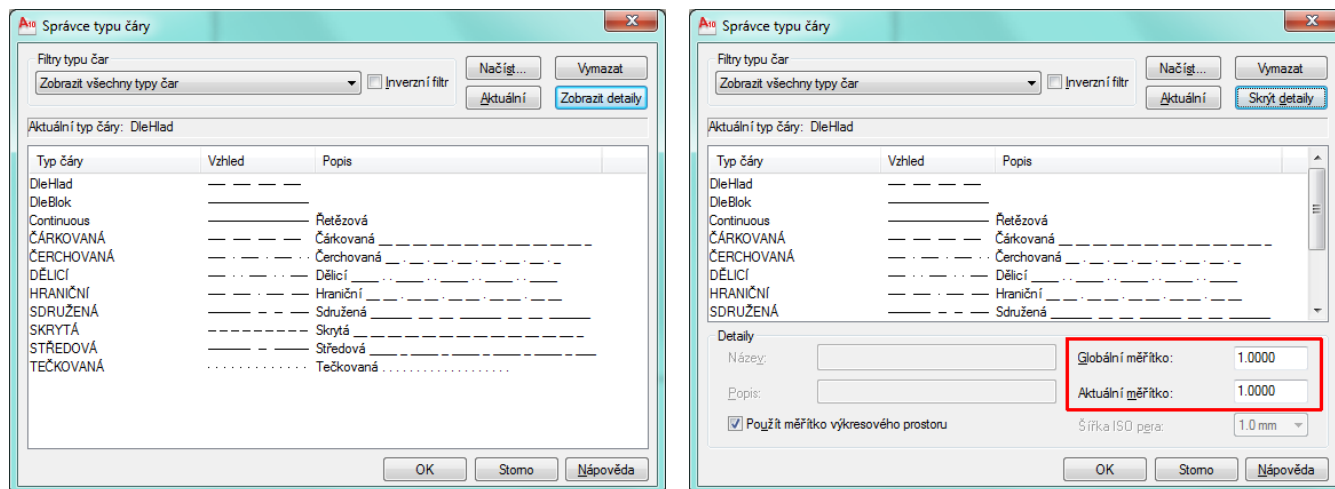 A10 Správce typu čáry
x
Filtry typu čar
Zobrazit všechny typy čar
Inverzní filtr
Načíst... Vymazat
Aktuální Zobrazit detaily
Aktuální typ čáry: DleHlad
Typ čáry Vzhled Popis
DleHlad
DleBlok
Continuous Řetězová
ČÁRKOVANÁ Čárkovaná
ČERCHOVANÁ Čerchovaná
DĚLICÍ Dělicí
HRANIČNÍ Hraniční
SDRUŽENÁ Sdružená
SKRYTÁ Skrytá
STŘEDOVÁ Středová
TEČKOVANÁ Tečkovaná
OK Storno Nápověda
A10 Správce typu čáry
x
Filtry typu čar
Zobrazit všechny typy čar
Inverzní filtr
Načíst... Vymazat
Aktuální Skrýt detaily
Aktuální typ čáry: DleHlad
Typ čáry Vzhled Popis
DleHlad
DleBlok
Continuous Řetězová
ČÁRKOVANÁ Čárkovaná
ČERCHOVANÁ Čerchovaná
DĚLICÍ Dělicí
HRANIČNÍ Hraniční
SDRUŽENÁ Sdružená
Detaily
Název: Globální měřítko: 1.0000
Popis: Aktuální měřítko: 1.0000
Použít měřítko výkresového prostoru Šířka ISO pera: 1.0 mm
OK Storno Nápověda